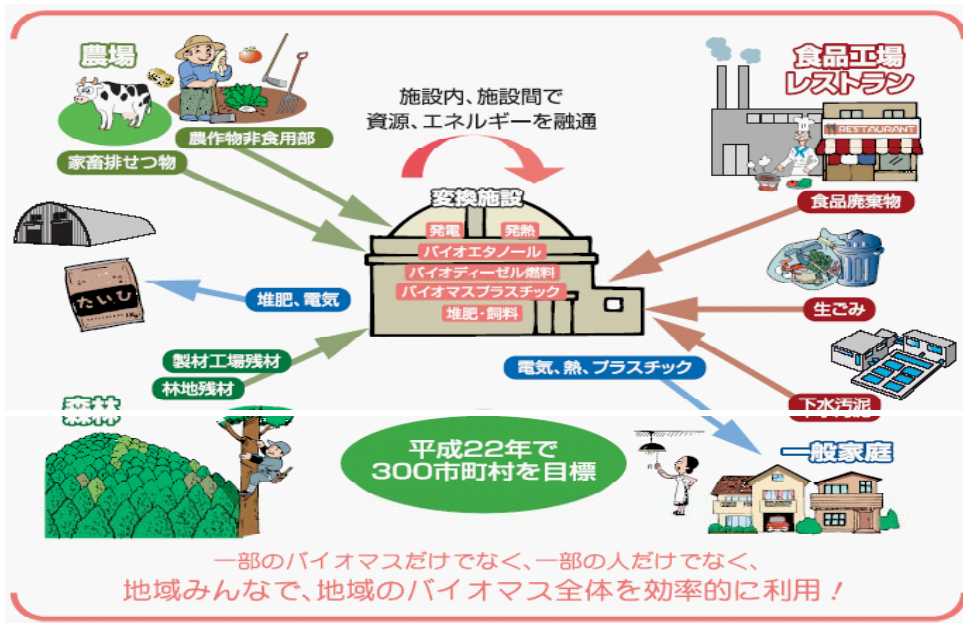 農場
農作物非食用部
家畜排せつ物
施設内、施設間で
資源、エネルギーを融通
食品工場
レストラン
RESTAURANT
食品廃棄物
変換施設
発電 発熱
バイオエタノール
バイオディーゼル燃料
バイオマスプラスチック
堆肥・飼料
たいひ
堆肥、電気
生ごみ
製材工場残材
林地残材
電気、熱、プラスチック
下水汚泥
森林
平成22年で
300市町村を目標
一般家庭
一部のバイオマスだけでなく、一部の人だけでなく、
地域みんなで、地域のバイオマス全体を効率的に利用！